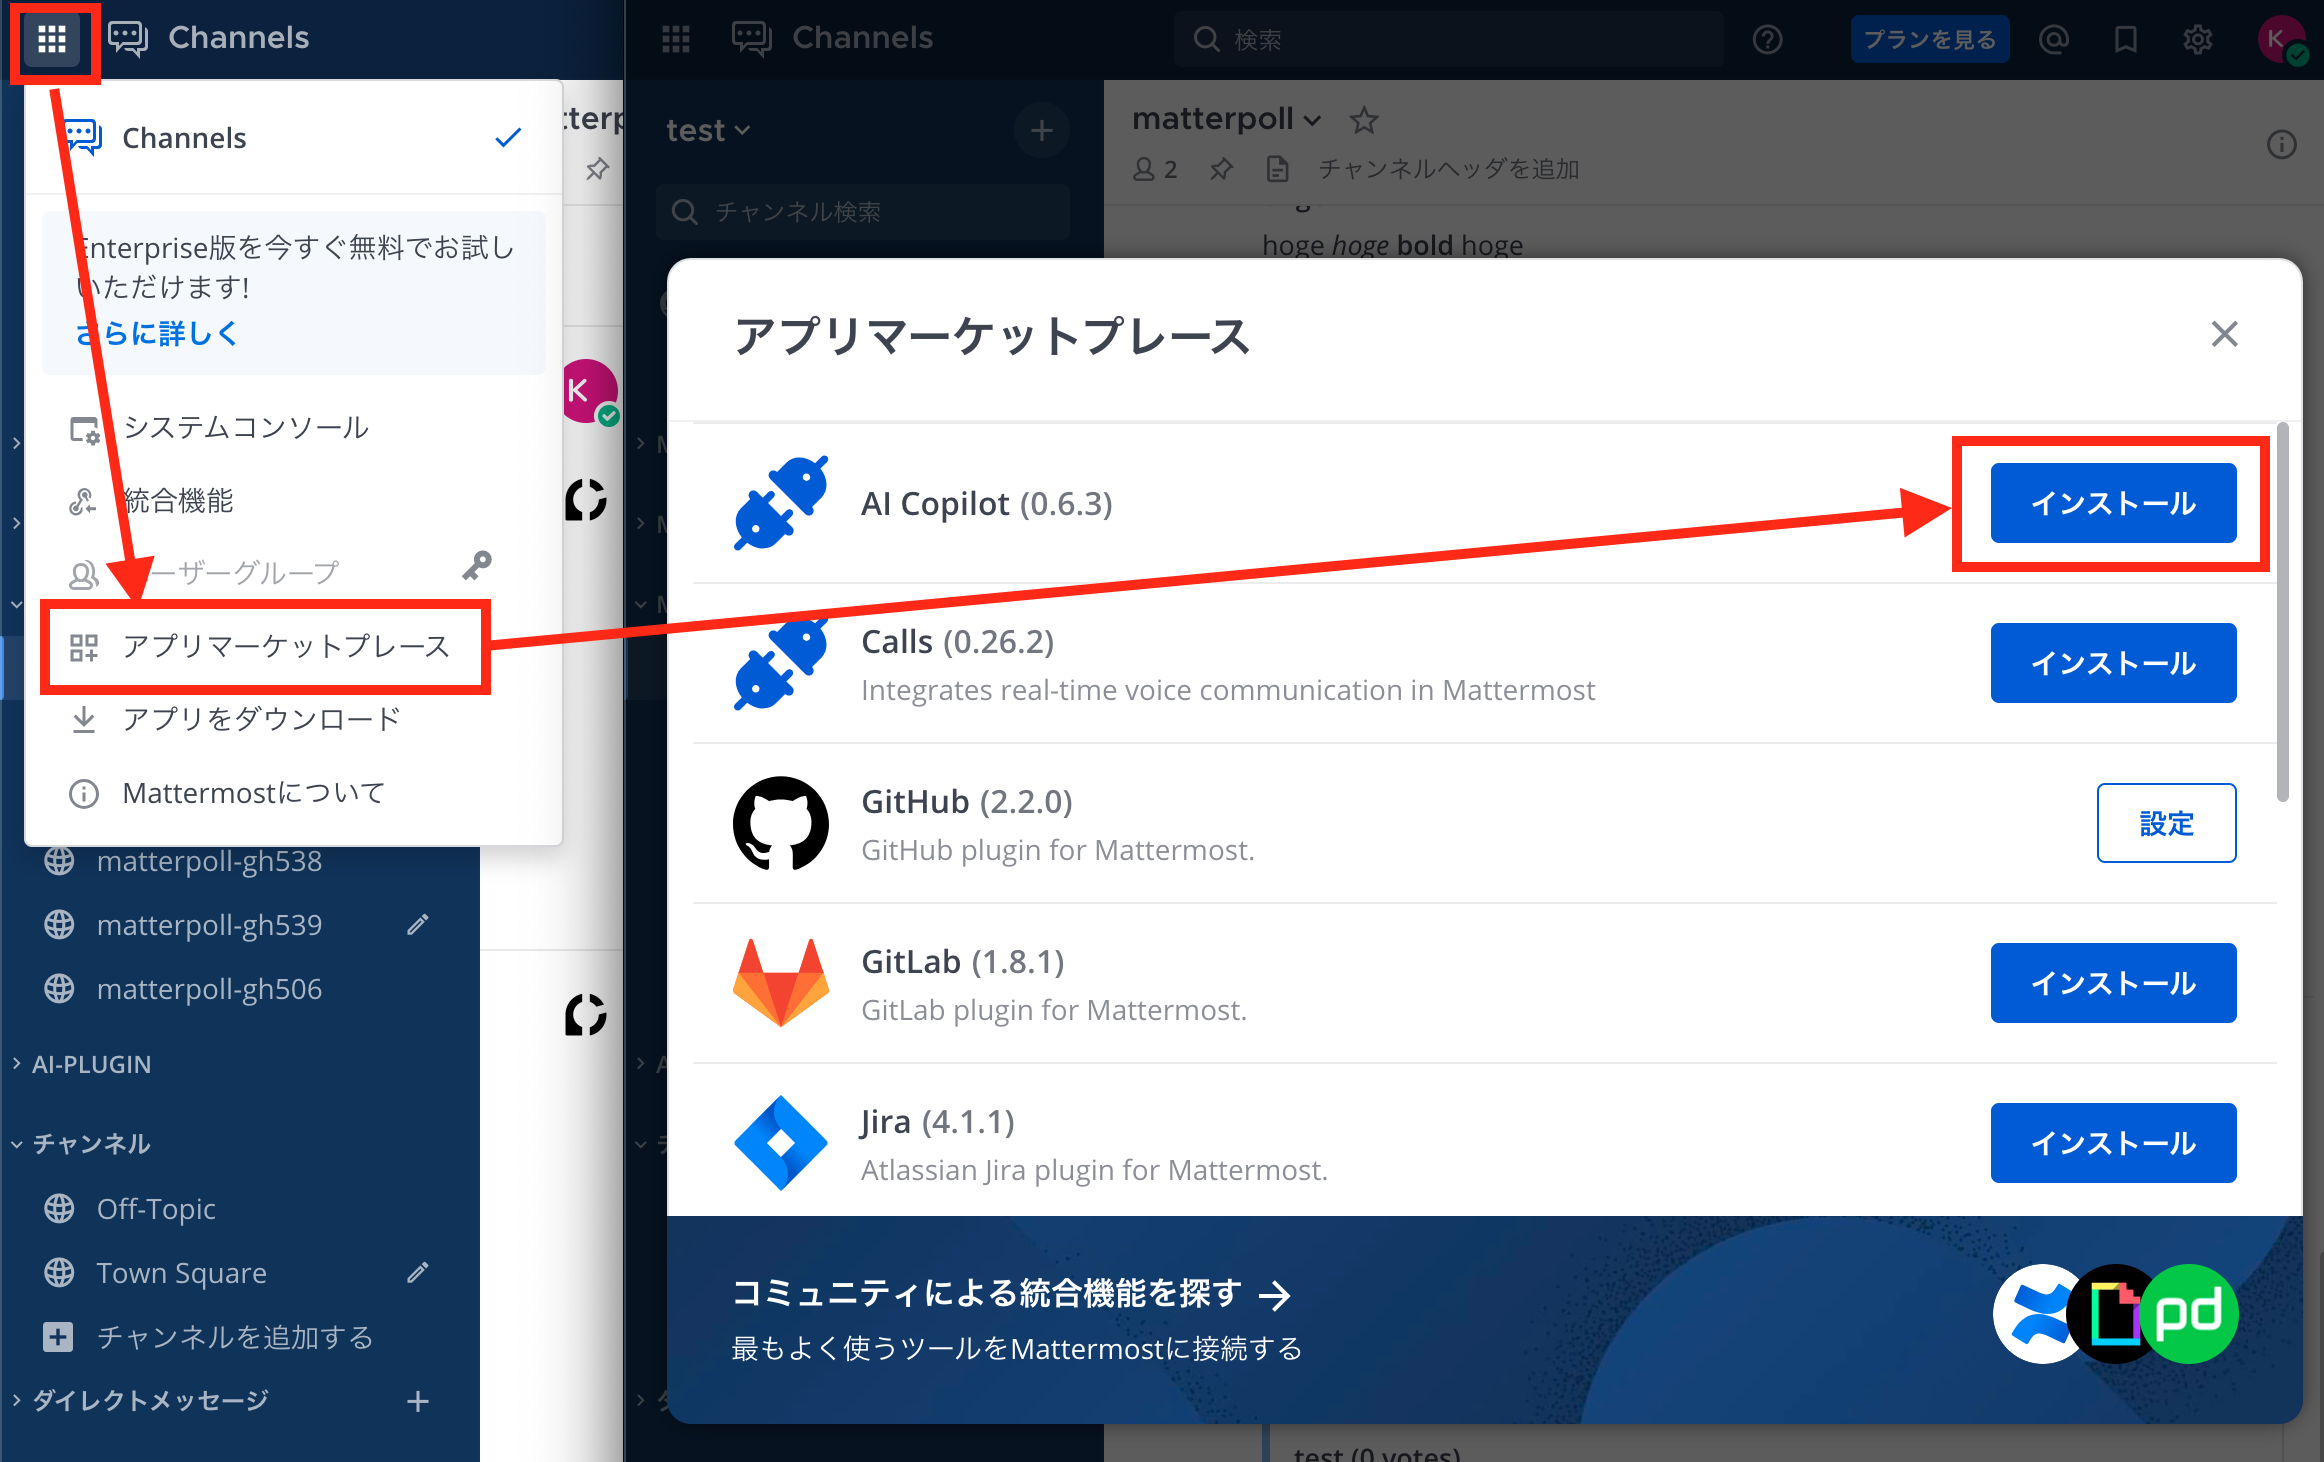 Channels
tterp
Channels
Enterprise版を今すぐ無料でお試し
いただけます!
さらに詳しく
システムコンソール
統合機能
ーザーグループ
アプリマーケットプレース
アプリをダウンロード
Mattermostについて
K
matterpoll-gh538
matterpoll-gh539
matterpoll-gh506
AI-PLUGIN
チャンネル
Off-Topic
Town Square
チャンネルを追加する
ダイレクトメッセージ
Channels
検索
プランを見る
K
test
チャンネル検索
matterpoll
2
チャンネルヘッダを追加
hoge hoge bold hoge
アプリマーケットプレース
AI Copilot (0.6.3)
インストール
Calls (0.26.2)
Integrates real-time voice communication in Mattermost
インストール
GitHub (2.2.0)
GitHub plugin for Mattermost.
設定
GitLab (1.8.1)
GitLab plugin for Mattermost.
インストール
Jira (4.1.1)
Atlassian Jira plugin for Mattermost.
インストール
コミュニティによる統合機能を探す →
最もよく使うツールをMattermostに接続する
pd
test (0 votes)